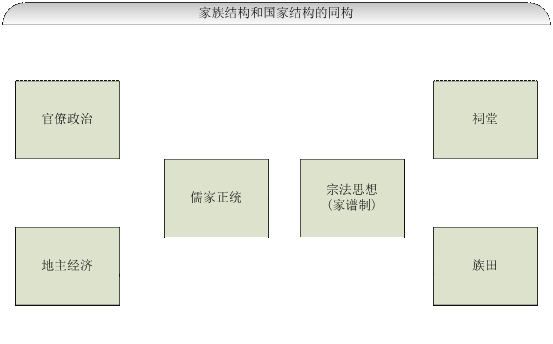 家族结构和国家结构的同构
官僚政治
祠堂
儒家正统
宗法思想
（家谱制）
地主经济
族田